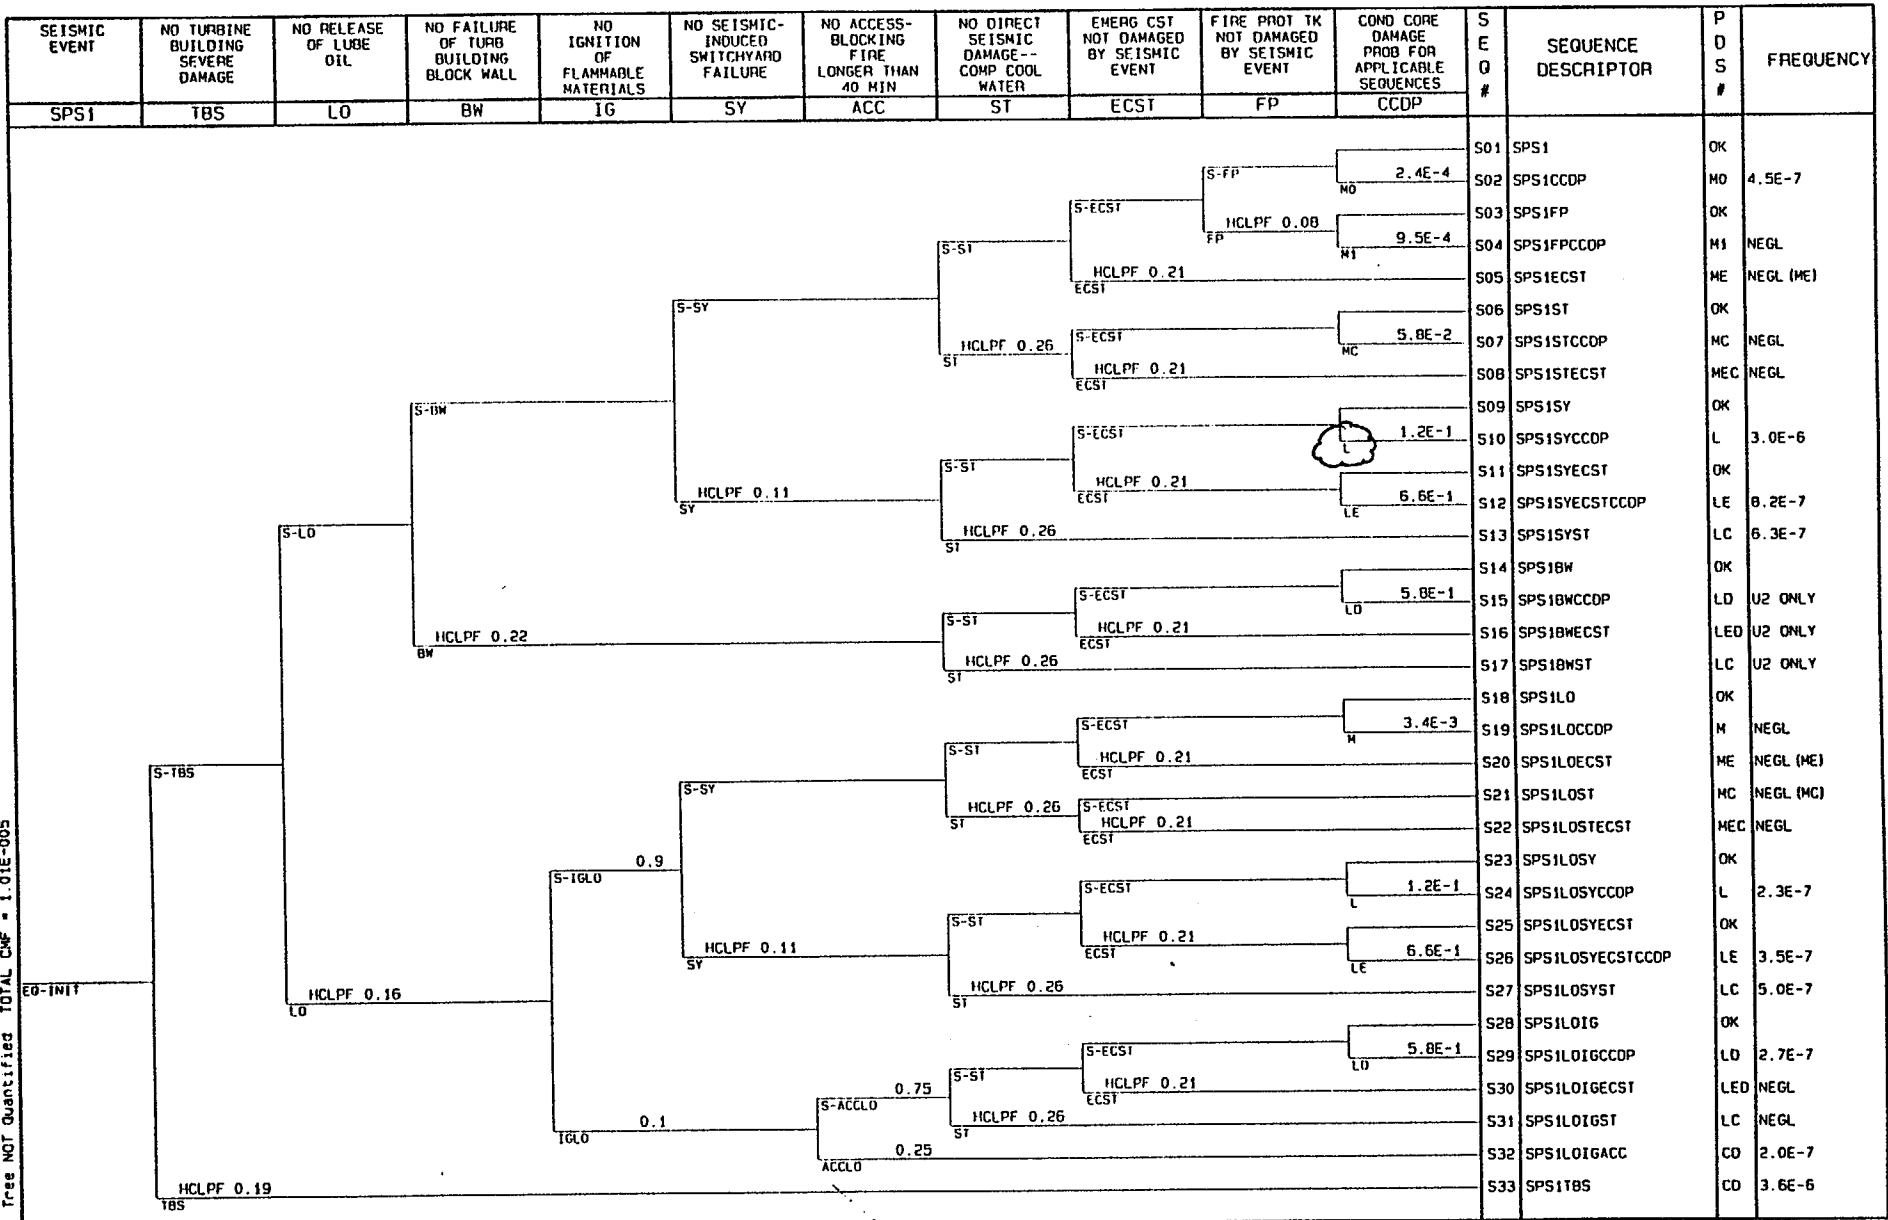 SEISMIC EVENT
NO TURBINE BUILDING SEVERE DAMAGE
NO RELEASE OF LUBE OIL
NO FAILURE OF TURB BUILDING BLOCK WALL
NO IGNITION OF FLAMMABLE MATERIALS
NO SEISMIC-INDUCED SWITCHYARD FAILURE
NO ACCESS-BLOCKING FIRE LONGER THAN 40 MIN
NO DIRECT SEISMIC DAMAGE-- COMP COOL WATER
EMERG CST NOT DAMAGED BY SEISMIC EVENT
FIRE PROT TK NOT DAMAGED BY SEISMIC EVENT
COND CORE DAMAGE PROB FOR APPLICABLE SEQUENCES
SEQ #
SEQUENCE DESCRIPTOR
PDS #
FREQUENCY
SPS1 TBS LO BW IG SY ACC ST ECST FP CCDP
S01 SPS1 OK
S-FP 2.4E-4 S02 SPS1CCDP MO 4.5E-7
MO
S-ECST S03 SPS1FP OK
HCLPF 0.08
FP 9.5E-4 S04 SPS1FPCCDP M1 NEGL
S-ST M1
HCLPF 0.21 S05 SPS1ECST ME NEGL (ME)
ECST
S-SY S06 SPS1ST OK
S-ECST 5.8E-2 S07 SPS1STCCDP MC NEGL
HCLPF 0.26 MC
ST HCLPF 0.21 S08 SPS1STECST MEC NEGL
ECST
S-BW S09 SPS1SY OK
S-ECST 1.2E-1 S10 SPS1SYCCDP L 3.0E-6
L
S-ST S11 SPS1SYECST OK
HCLPF 0.21
HCLPF 0.11 ECST 6.6E-1 S12 SPS1SYECSTCCDP LE 8.2E-7
SY LE
S-LO HCLPF 0.26 S13 SPS1SYST LC 6.3E-7
ST
S14 SPS1BW OK
S-ECST 5.8E-1 S15 SPS1BWCCDP LD U2 ONLY
S-ST LD
HCLPF 0.22 HCLPF 0.21 S16 SPS1BWECST LED U2 ONLY
BW ECST
HCLPF 0.26 S17 SPS1BWST LC U2 ONLY
ST
S18 SPS1LO OK
S-ECST 3.4E-3 S19 SPS1LOCCDP M NEGL
S-ST M
S-TBS HCLPF 0.21 S20 SPS1LOECST ME NEGL (ME)
ECST
S-SY HCLPF 0.26 S-ECST S21 SPS1LOST MC NEGL (MC)
ST HCLPF 0.21 S22 SPS1LOSTECST MEC NEGL
ECST
0.9 S23 SPS1LOSY OK
S-IGLO S-ECST 1.2E-1 S24 SPS1LOSYCCDP L 2.3E-7
L
S-ST S25 SPS1LOSYECST OK
HCLPF 0.21
HCLPF 0.11 ECST 6.6E-1 S26 SPS1LOSYECSTCCDP LE 3.5E-7
SY LE
EQ-INIT HCLPF 0.16 HCLPF 0.26 S27 SPS1LOSYST LC 5.0E-7
LO ST
S28 SPS1LOIG OK
S-ECST 5.8E-1 S29 SPS1LOIGCCDP LD 2.7E-7
S-ST LD
0.75 HCLPF 0.21 S30 SPS1LOIGECST LED NEGL
S-ACCLO ECST
0.1 HCLPF 0.26 S31 SPS1LOIGST LC NEGL
IGLO ST
0.25 S32 SPS1LOIGACC CD 2.0E-7
ACCLO
HCLPF 0.19 S33 SPS1TBS CD 3.6E-6
TBS
Tree NOT Quantified TOTAL CMF = 1.01E-005